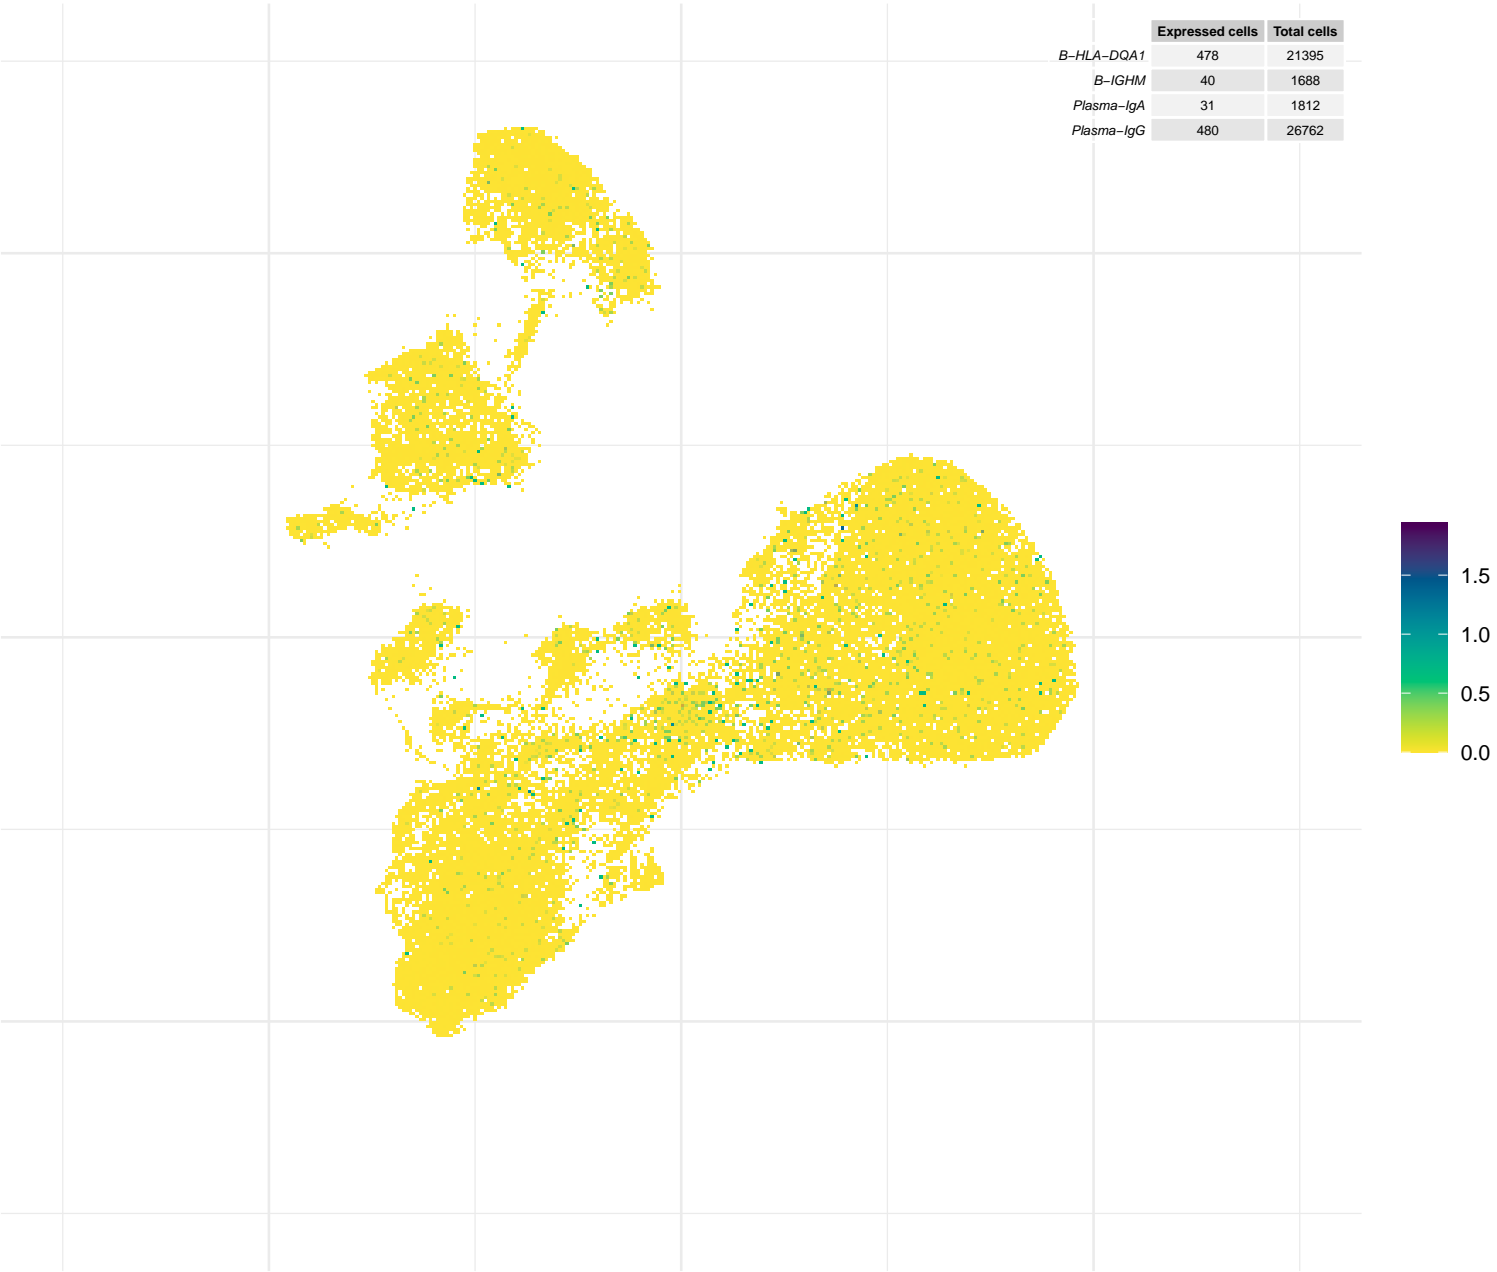 Expressed cells Total cells
B−HLA−DQA1 478 21395
B−IGHM 40 1688
Plasma−IgA 31 1812
Plasma−IgG 480 26762
1.5
1.0
0.5
0.0